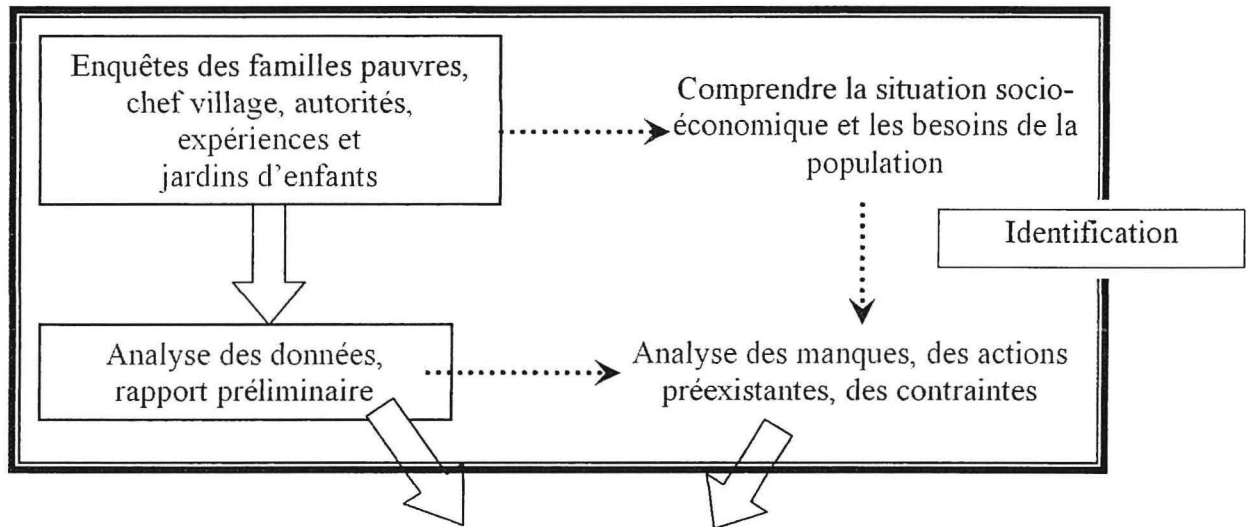 Enquêtes des familles pauvres,
chef village, autorités,
expériences et
jardins d'enfants
Comprendre la situation socio-
économique et les besoins de la
population
Identification
Analyse des données,
rapport préliminaire
Analyse des manques, des actions
préexistantes, des contraintes